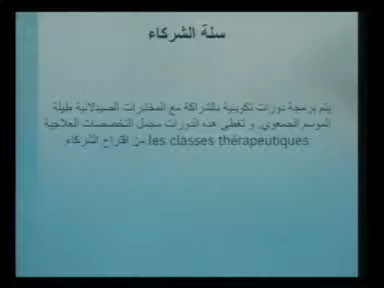 سلة الشركاء
يتم برمجة دورات تكوينية بالشراكة مع المختبرات الصيدلانية طيلة
الموسم الجمعوي. و تغطي هذه الدورات مجمل التخصصات العلاجية
les classes thérapeutiques من اقتراح الشركاء